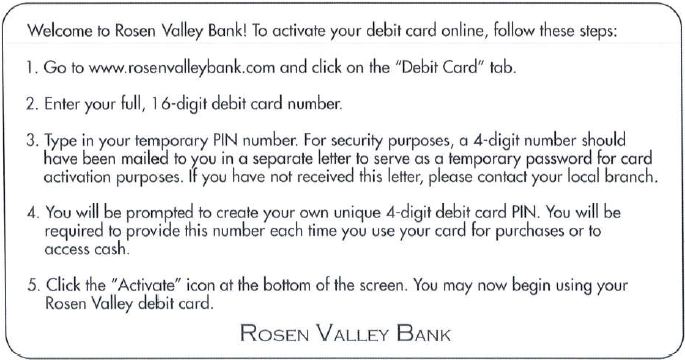 Welcome to Rosen Valley Bank! To activate your debit card online, follow these steps:
1. Go to www.rosenvalleybank.com and click on the "Debit Card" tab.
2. Enter your full, 16-digit debit card number.
3. Type in your temporary PIN number. For security purposes, a 4-digit number should
have been mailed to you in a separate letter to serve as a temporary password for card
activation purposes. If you have not received this letter, please contact your local branch.
4. You will be prompted to create your own unique 4-digit debit card PIN. You will be
required to provide this number each time you use your card for purchases or to
access cash.
5. Click the "Activate" icon at the bottom of the screen. You may now begin using your
Rosen Valley debit card.
ROSEN VALLEY BANK